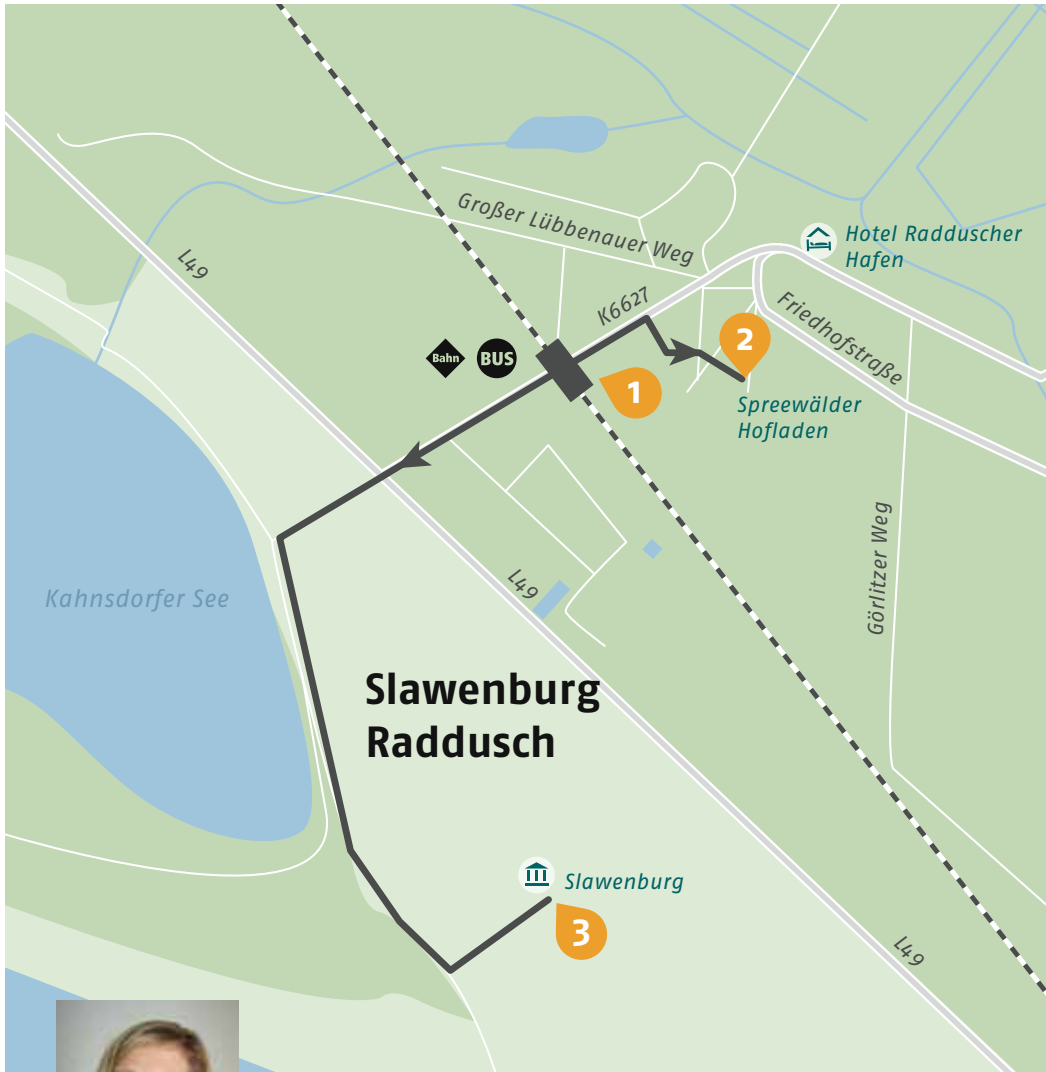 Großer Lübbenauer Weg
Hotel Radduscher
Hafen
L49
K6627
Friedhofstraße
Bahn
BUS
2
1
Spreewälder
Hofladen
Görlitzer Weg
Kahnsdorfer See
L49
Slawenburg
Raddusch
Slawenburg
3
L49